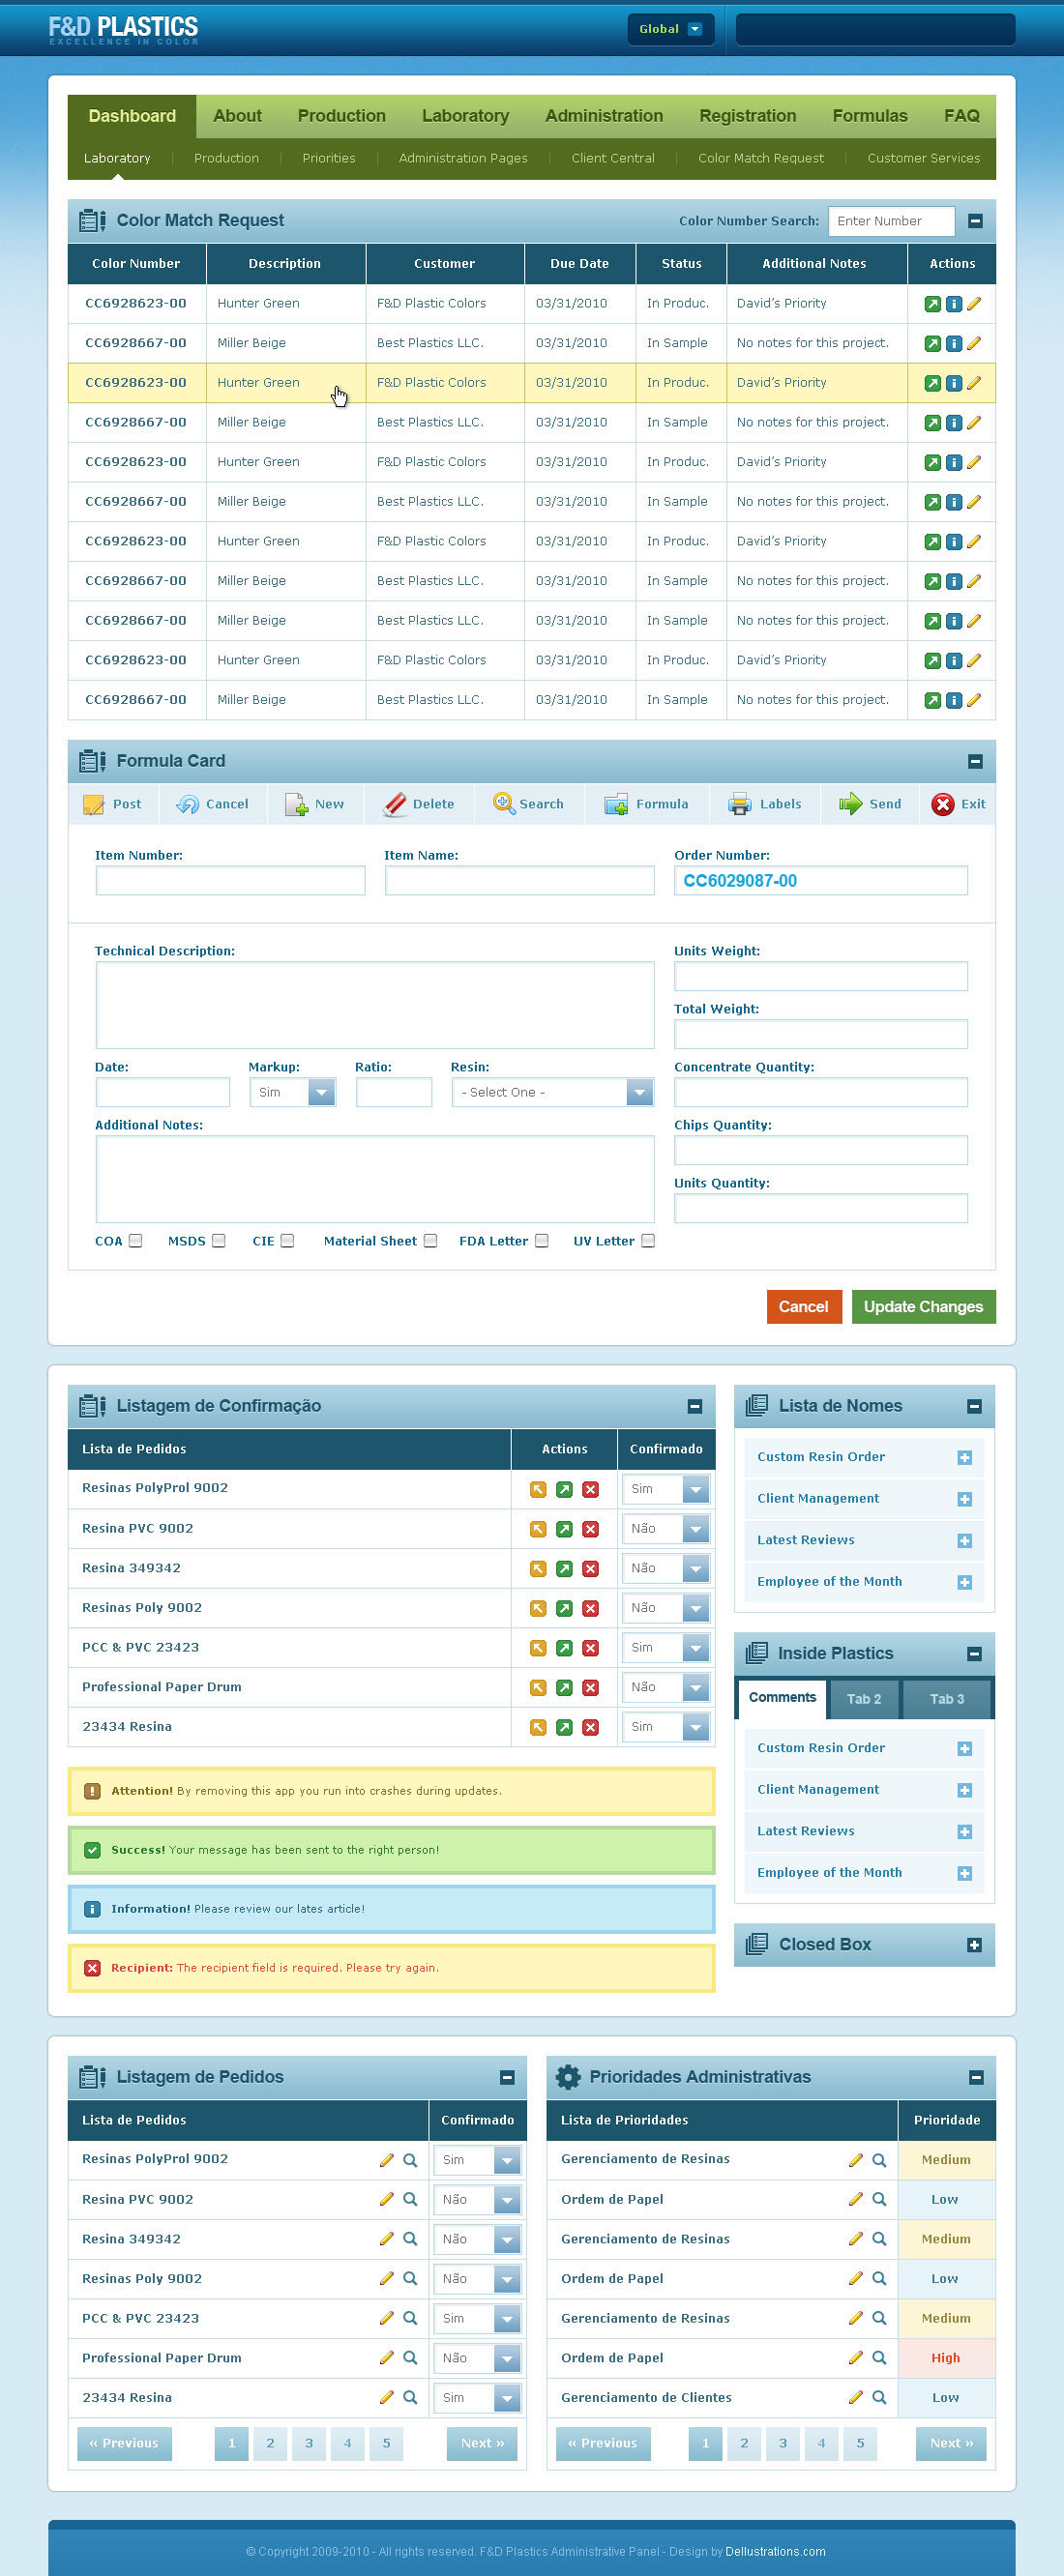 F&D PLASTICS
EXCELLENCE IN COLOR
Global
Dashboard About Production Laboratory Administration Registration Formulas FAQ
Laboratory Production Priorities Administration Pages Client Central Color Match Request Customer Services
Color Match Request Color Number Search: Enter Number
Color Number Description Customer Due Date Status Additional Notes Actions
CC6928623-00 Hunter Green F&D Plastic Colors 03/31/2010 In Produc. David's Priority
CC6928667-00 Miller Beige Best Plastics LLC. 03/31/2010 In Sample No notes for this project.
CC6928623-00 Hunter Green F&D Plastic Colors 03/31/2010 In Produc. David's Priority
CC6928667-00 Miller Beige Best Plastics LLC. 03/31/2010 In Sample No notes for this project.
CC6928623-00 Hunter Green F&D Plastic Colors 03/31/2010 In Produc. David's Priority
CC6928667-00 Miller Beige Best Plastics LLC. 03/31/2010 In Sample No notes for this project.
CC6928623-00 Hunter Green F&D Plastic Colors 03/31/2010 In Produc. David's Priority
CC6928667-00 Miller Beige Best Plastics LLC. 03/31/2010 In Sample No notes for this project.
CC6928667-00 Miller Beige Best Plastics LLC. 03/31/2010 In Sample No notes for this project.
CC6928623-00 Hunter Green F&D Plastic Colors 03/31/2010 In Produc. David's Priority
CC6928667-00 Miller Beige Best Plastics LLC. 03/31/2010 In Sample No notes for this project.
Formula Card
Post Cancel New Delete Search Formula Labels Send Exit
Item Number: Item Name: Order Number:
CC6029087-00
Technical Description: Units Weight:
Total Weight:
Date: Markup: Ratio: Resin: Concentrate Quantity:
Sim - Select One -
Additional Notes: Chips Quantity:
Units Quantity:
COA MSDS CIE Material Sheet FDA Letter UV Letter
Cancel Update Changes
Listagem de Confirmação
Lista de Pedidos Actions Confirmado
Resinas PolyProl 9002 Sim
Resina PVC 9002 Não
Resina 349342 Não
Resinas Poly 9002 Não
PCC & PVC 23423 Sim
Professional Paper Drum Não
23434 Resina Sim
Attention! By removing this app you run into crashes during updates.
Success! Your message has been sent to the right person!
Information! Please review our lates article!
Recipient: The recipient field is required. Please try again.
Lista de Nomes
Custom Resin Order
Client Management
Latest Reviews
Employee of the Month
Inside Plastics
Comments Tab 2 Tab 3
Custom Resin Order
Client Management
Latest Reviews
Employee of the Month
Closed Box
Listagem de Pedidos
Lista de Pedidos Confirmado
Resinas PolyProl 9002 Sim
Resina PVC 9002 Não
Resina 349342 Não
Resinas Poly 9002 Não
PCC & PVC 23423 Sim
Professional Paper Drum Não
23434 Resina Sim
« Previous 1 2 3 4 5 Next »
Prioridades Administrativas
Lista de Prioridades Prioridade
Gerenciamento de Resinas Medium
Ordem de Papel Low
Gerenciamento de Resinas Medium
Ordem de Papel Low
Gerenciamento de Resinas Medium
Ordem de Papel High
Gerenciamento de Clientes Low
« Previous 1 2 3 4 5 Next »
© Copyright 2009-2010 - All rights reserved. F&D Plastics Administrative Panel - Design by Dellustrations.com